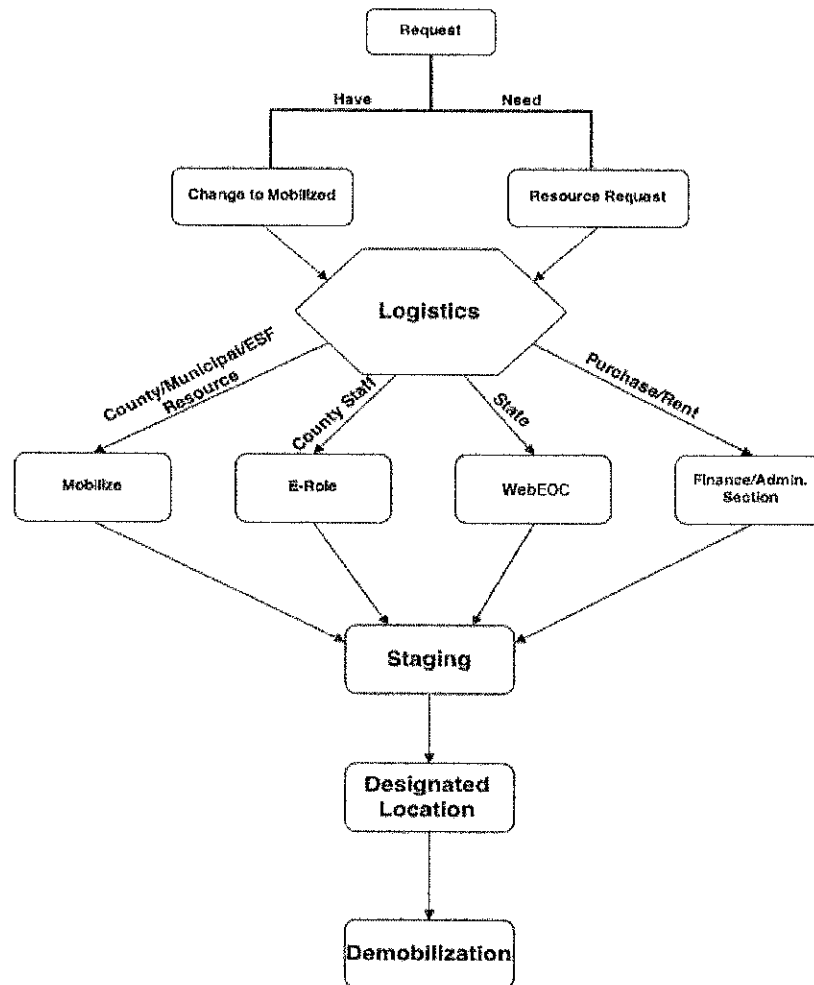 Request
Have
Need
Change to Mobilized
Resource Request
Logistics
County/Municipal/ESF
Resource
County Staff
State
Purchase/Rent
Mobilize
E-Role
WebEOC
Finance/Admin.
Section
Staging
Designated
Location
Demobilization